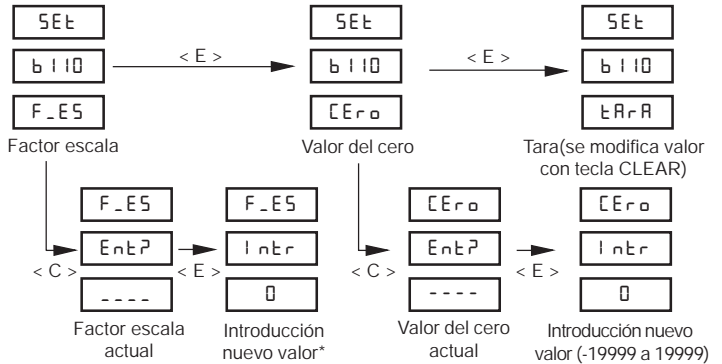 SEt SEt SEt
b110 < E > b110 < E > b110
F_ES CEro tArA
Factor escala Valor del cero Tara(se modifica valor
con tecla CLEAR)
F_ES F_ES CEro CEro
Ent? Intr Ent? Intr
< C > < E > < C > < E >
_ _ _ _ 0 - - - - 0
Factor escala Introducción Valor del cero Introducción nuevo
actual nuevo valor* actual valor (-19999 a 19999)